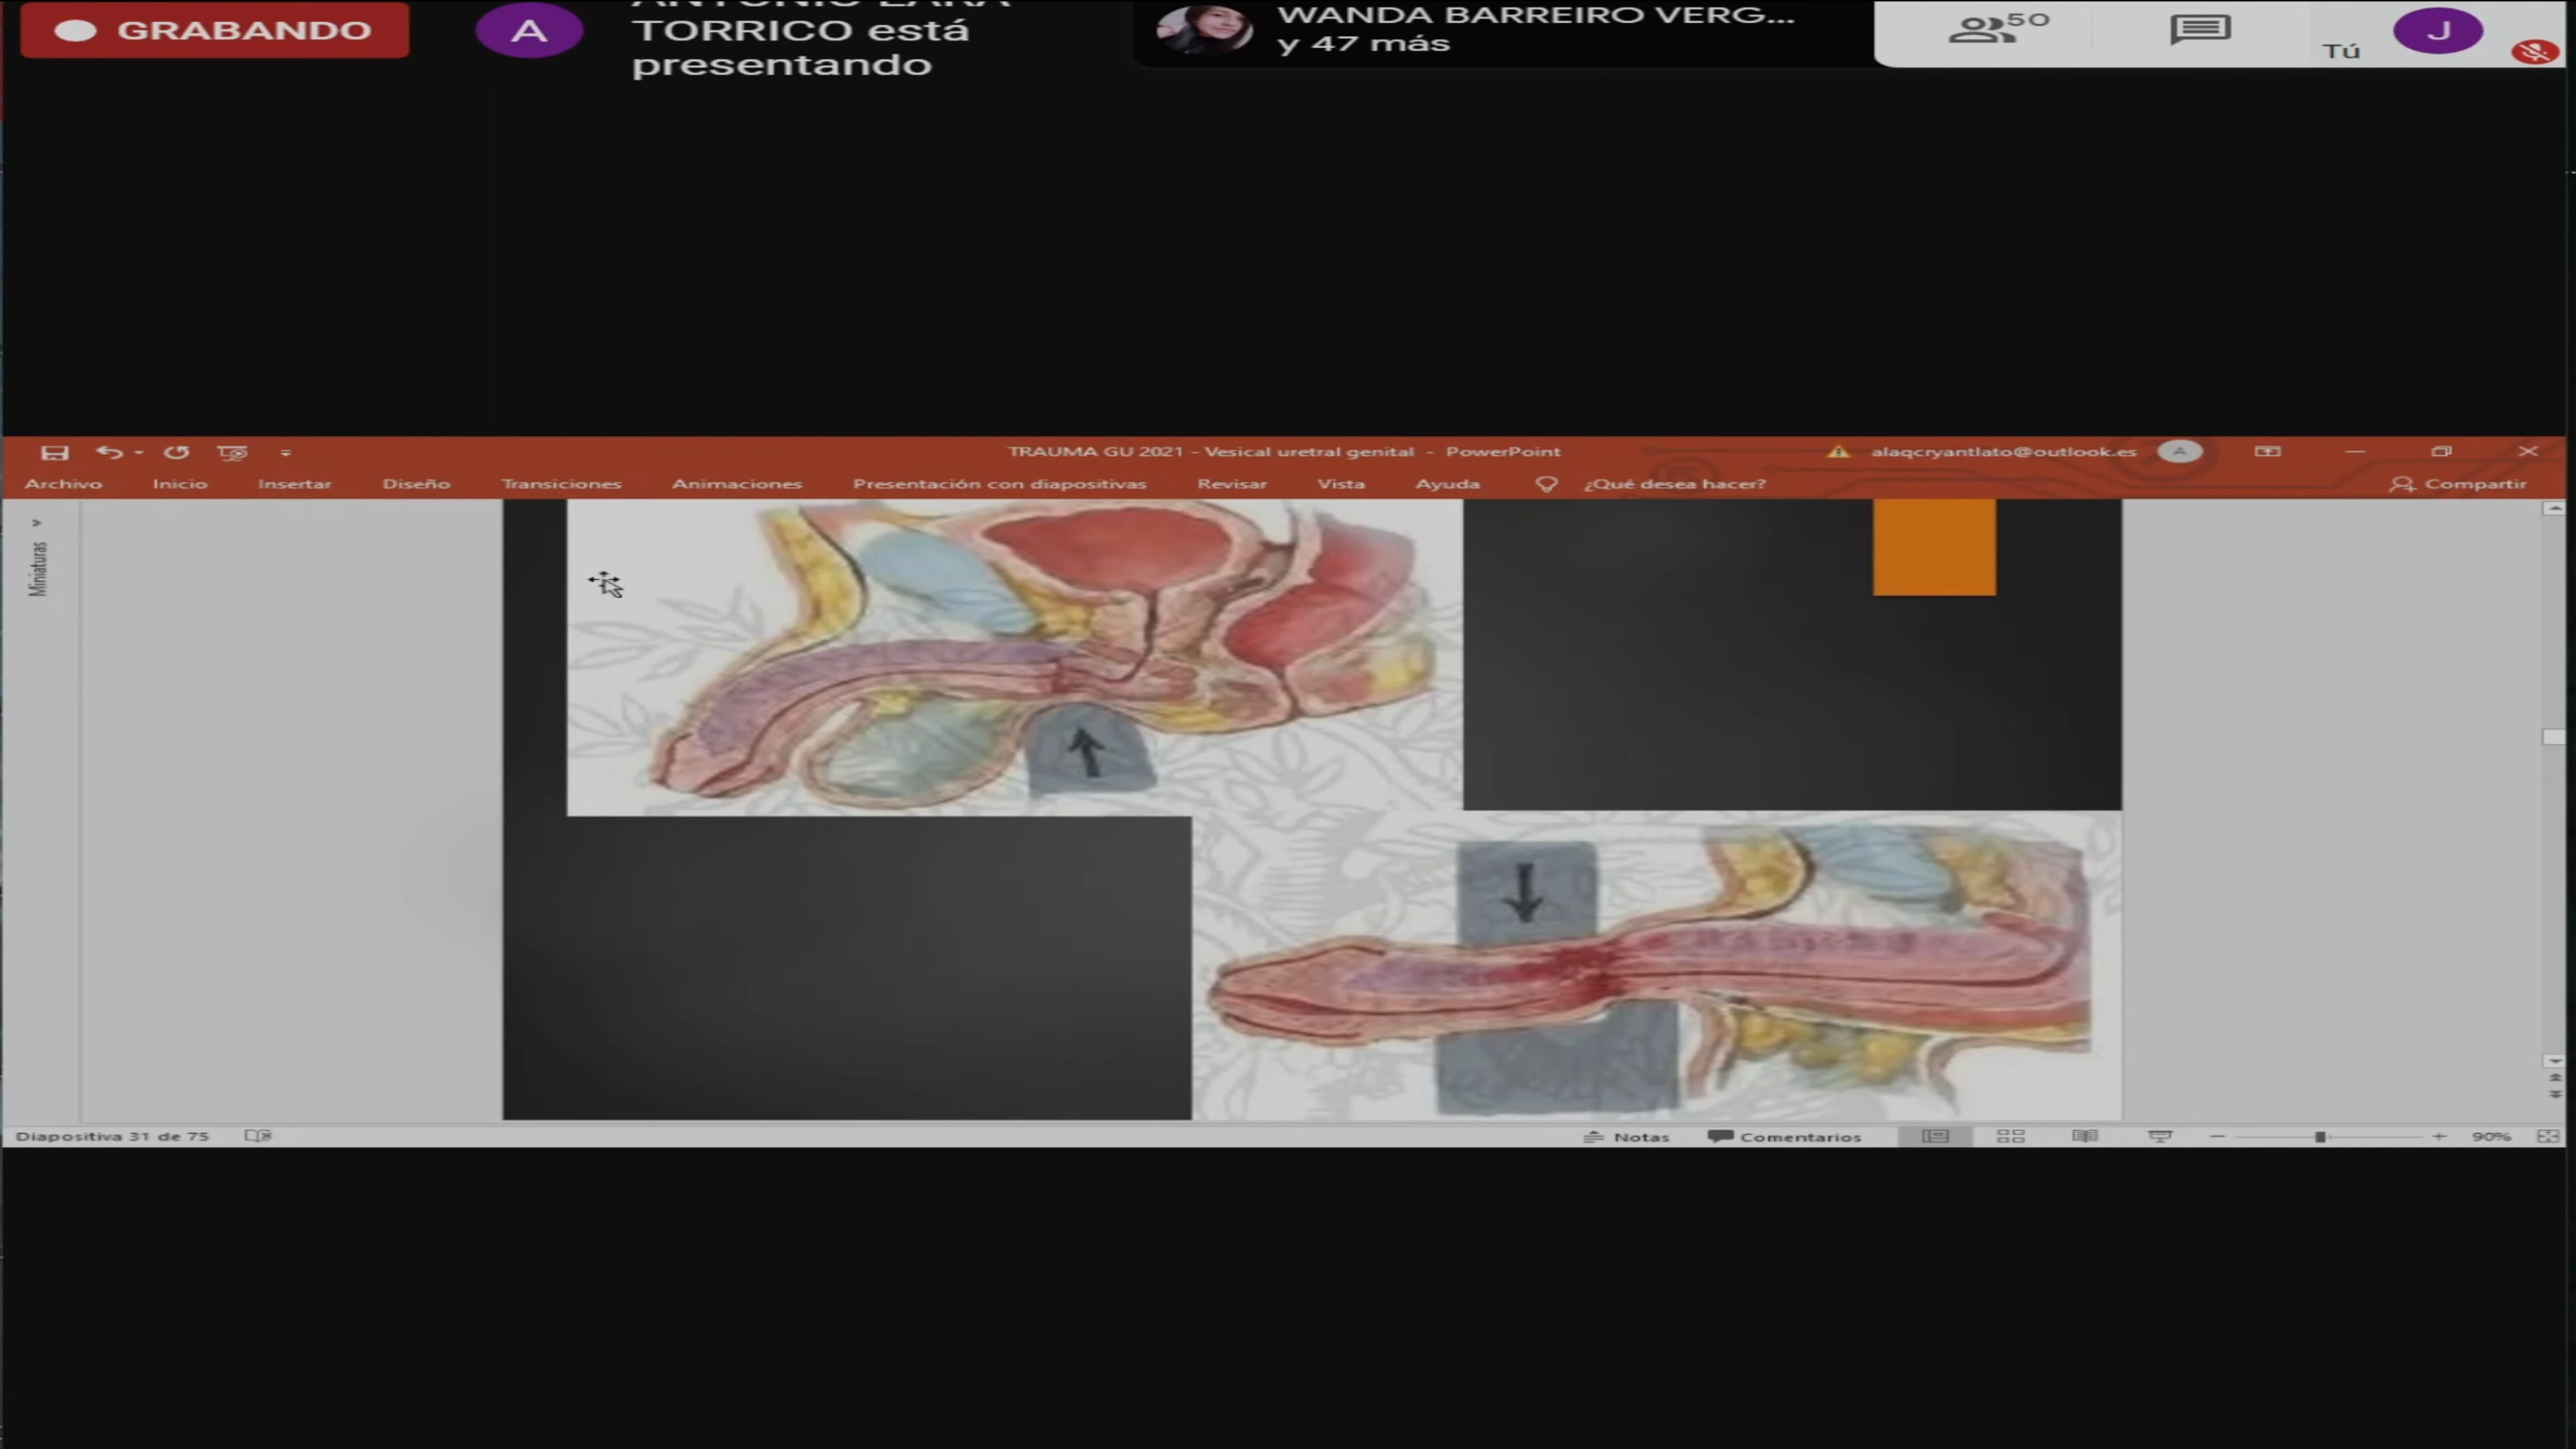 GRABANDO
A
ANTONIO LARA
TORRICO está
presentando
WANDA BARREIRO VERG...
y 47 más
50
Tú
J
TRAUMA GU 2021 - Vesical uretral genital - PowerPoint
alaqcryantlato@outlook.es
A
Archivo Inicio Insertar Diseño Transiciones Animaciones Presentación con diapositivas Revisar Vista Ayuda ¿Qué desea hacer? Compartir
Miniaturas
Diapositiva 31 de 75
Notas Comentarios 90%